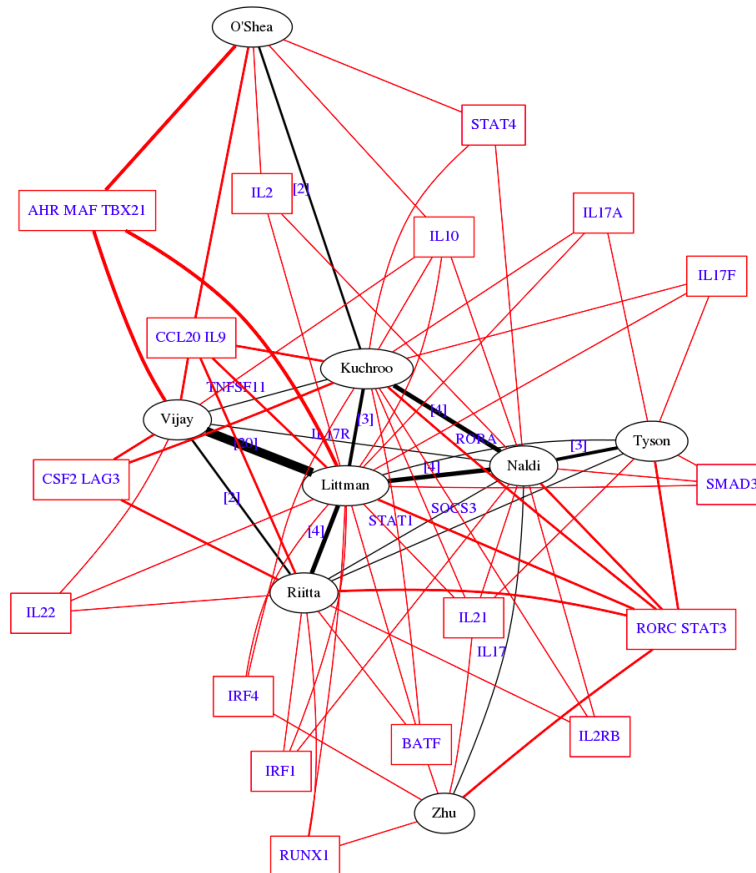 O'Shea
STAT4
IL2
[2]
AHR MAF TBX21
IL10
IL17A
IL17F
CCL20 IL9
Kuchroo
TNFSF11
[4]
Vijay
[3]
IL17R
RORA
Tyson
[3]
Naldi
[4]
CSF2 LAG3
Littman
SMAD3
[2]
STAT1
SOCS3
[4]
Riitta
IL22
IL21
RORC STAT3
IL17
IRF4
BATF
IL2RB
IRF1
Zhu
RUNX1